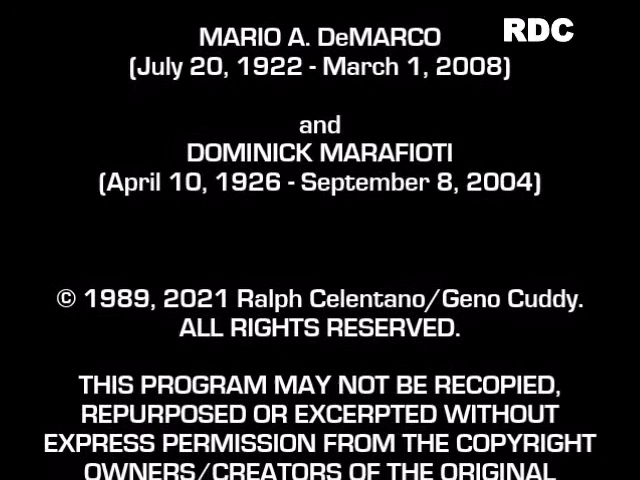 RDC
MARIO A. DeMARCO
(July 20, 1922 - March 1, 2008)
and
DOMINICK MARAFIOTI
(April 10, 1926 - September 8, 2004)
© 1989, 2021 Ralph Celentano/Geno Cuddy.
ALL RIGHTS RESERVED.
THIS PROGRAM MAY NOT BE RECOPIED,
REPURPOSED OR EXCERPTED WITHOUT
EXPRESS PERMISSION FROM THE COPYRIGHT
OWNERS/CREATORS OF THE ORIGINAL